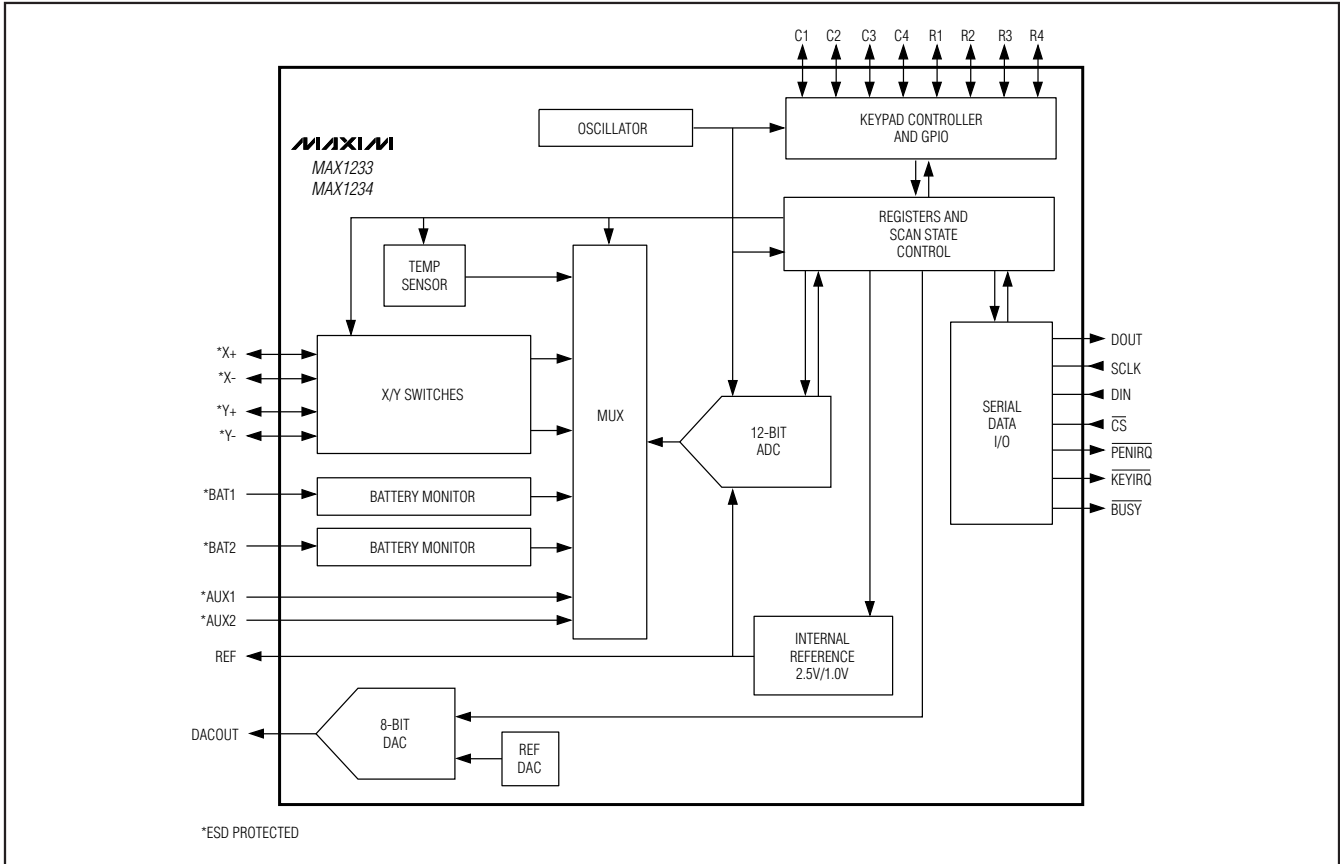 C1 C2 C3 C4 R1 R2 R3 R4
OSCILLATOR
KEYPAD CONTROLLER
AND GPIO
MAXIM
MAX1233
MAX1234
REGISTERS AND
SCAN STATE
CONTROL
TEMP
SENSOR
*X+
*X-
*Y+
*Y-
X/Y SWITCHES
MUX
12-BIT
ADC
SERIAL
DATA
I/O
DOUT
SCLK
DIN
CS
PENIRQ
KEYIRQ
BUSY
*BAT1
BATTERY MONITOR
*BAT2
BATTERY MONITOR
*AUX1
*AUX2
REF
INTERNAL
REFERENCE
2.5V/1.0V
DACOUT
8-BIT
DAC
REF
DAC
*ESD PROTECTED